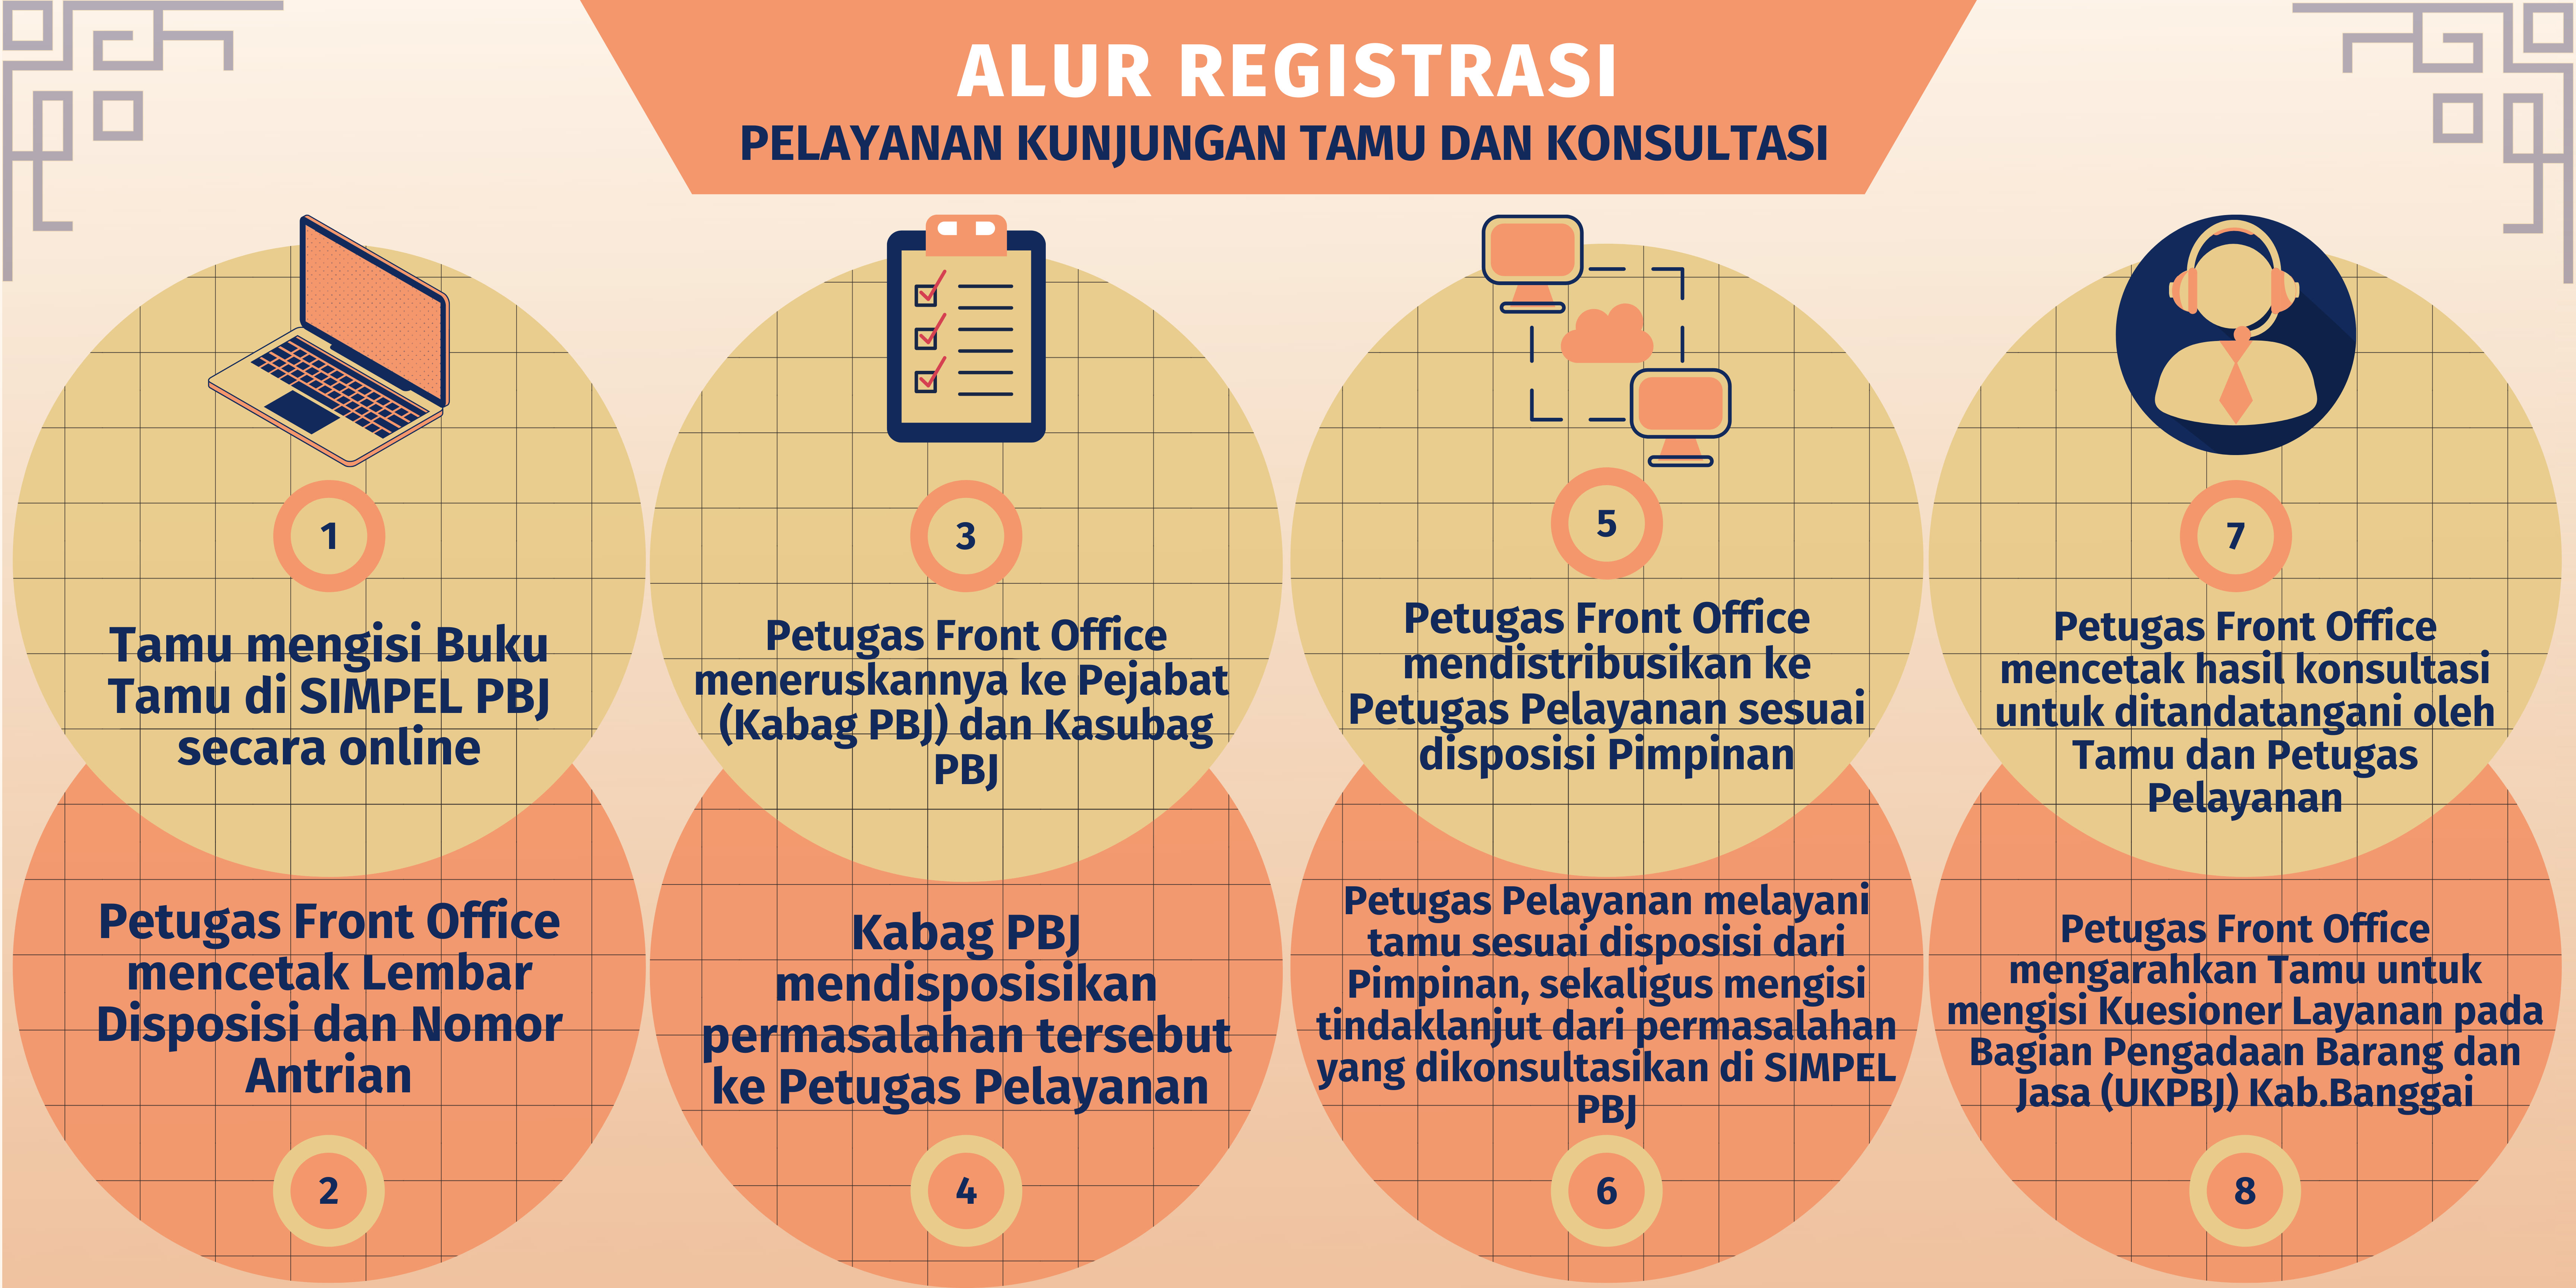 ALUR REGISTRASI
PELAYANAN KUNJUNGAN TAMU DAN KONSULTASI
1
Tamu mengisi Buku
Tamu di SIMPEL PBJ
secara online
Petugas Front Office
mencetak Lembar
Disposisi dan Nomor
Antrian
2
3
Petugas Front Office
meneruskannya ke Pejabat
(Kabag PBJ) dan Kasubag
PBJ
Kabag PBJ
mendisposisikan
permasalahan tersebut
ke Petugas Pelayanan
4
5
Petugas Front Office
mendistribusikan ke
Petugas Pelayanan sesuai
disposisi Pimpinan
Petugas Pelayanan melayani
tamu sesuai disposisi dari
Pimpinan, sekaligus mengisi
tindaklanjut dari permasalahan
yang dikonsultasikan di SIMPEL
PBJ
6
7
Petugas Front Office
mencetak hasil konsultasi
untuk ditandatangani oleh
Tamu dan Petugas
Pelayanan
Petugas Front Office
mengarahkan Tamu untuk
mengisi Kuesioner Layanan pada
Bagian Pengadaan Barang dan
Jasa (UKPBJ) Kab.Banggai
8